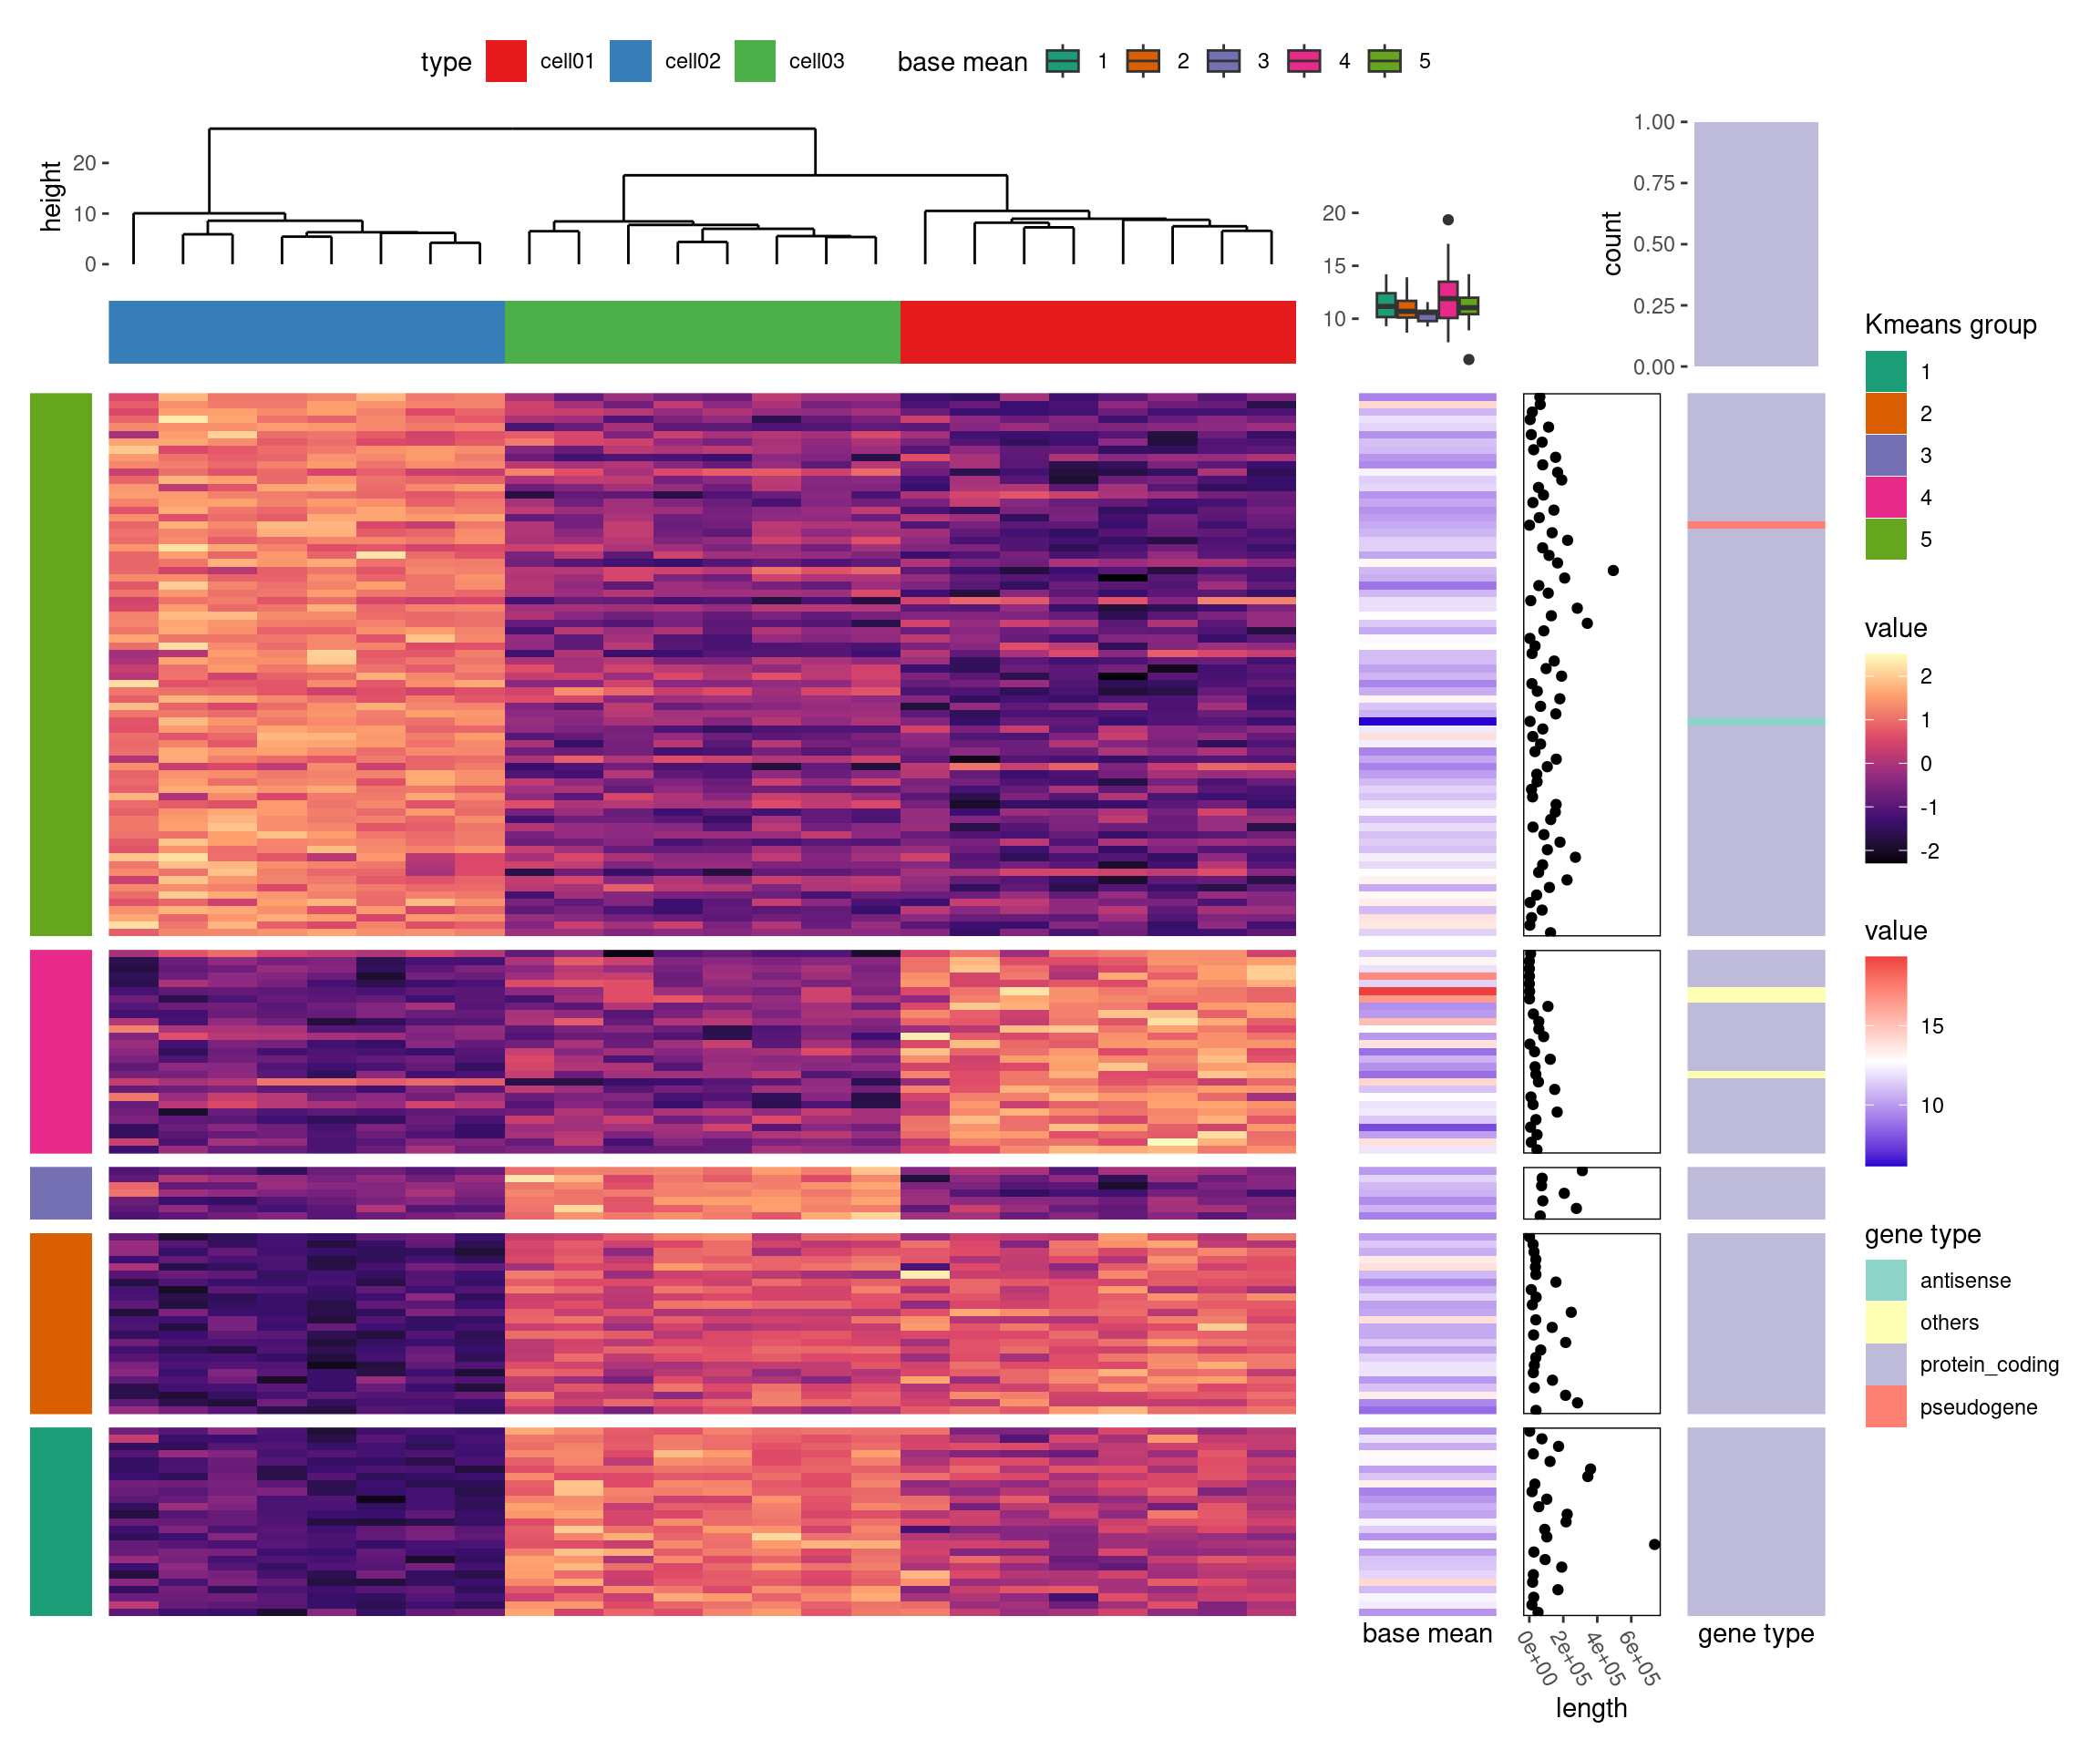 type cell01 cell02 cell03 base mean 1 2 3 4 5
height
20
10
0
20
15
10
count
1.00
0.75
0.50
0.25
0.00
Kmeans group
1
2
3
4
5
value
2
1
0
-1
-2
value
15
10
gene type
antisense
others
protein_coding
pseudogene
base mean
0e+00 2e+05 4e+05 6e+05
length
gene type